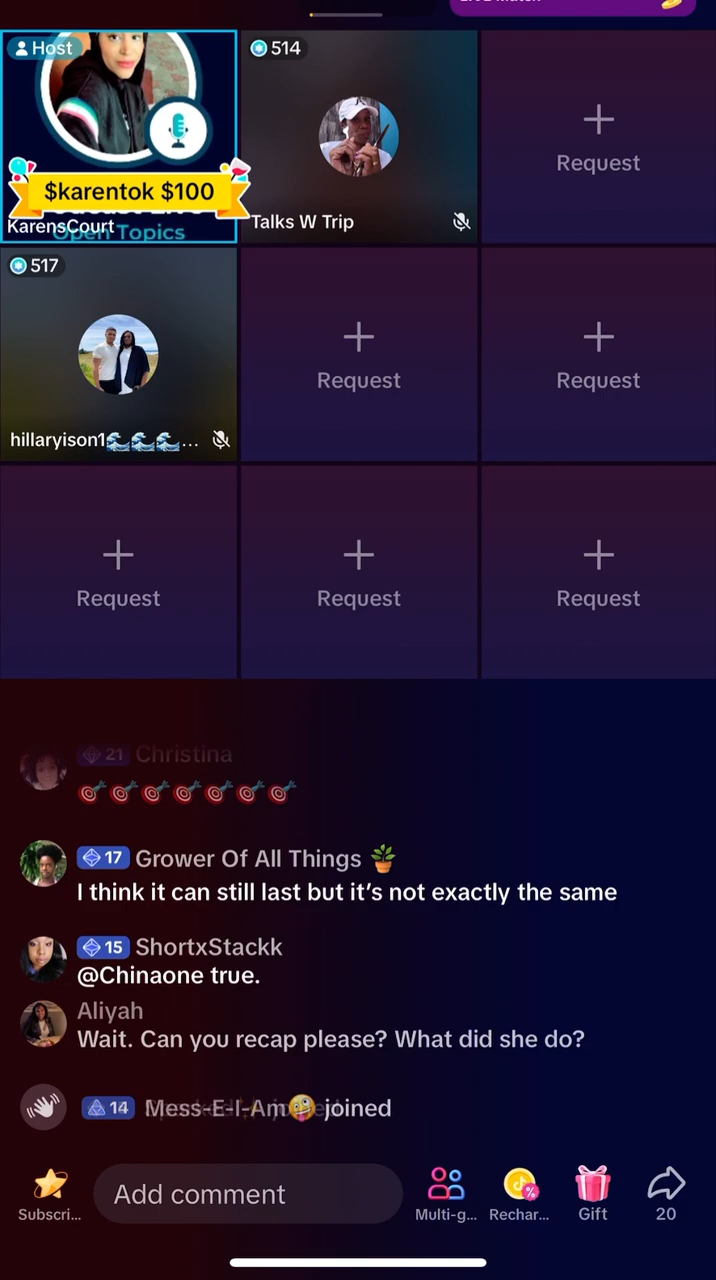 Host
514
$karentok $100
KarensCourt
Open Topics
Talks W Trip
Request
517
hillaryison1🌊🌊🌊...
Request
Request
Request
Request
Request
21 Christina
🎯🎯🎯🎯🎯🎯🎯
17 Grower Of All Things 🪴
I think it can still last but it’s not exactly the same
15 ShortxStackk
@Chinaone true.
Aliyah
Wait. Can you recap please? What did she do?
14 Mess-E-I-Am🤪 joined
Add comment
Subscri...
Multi-g...
Rechar...
Gift
20